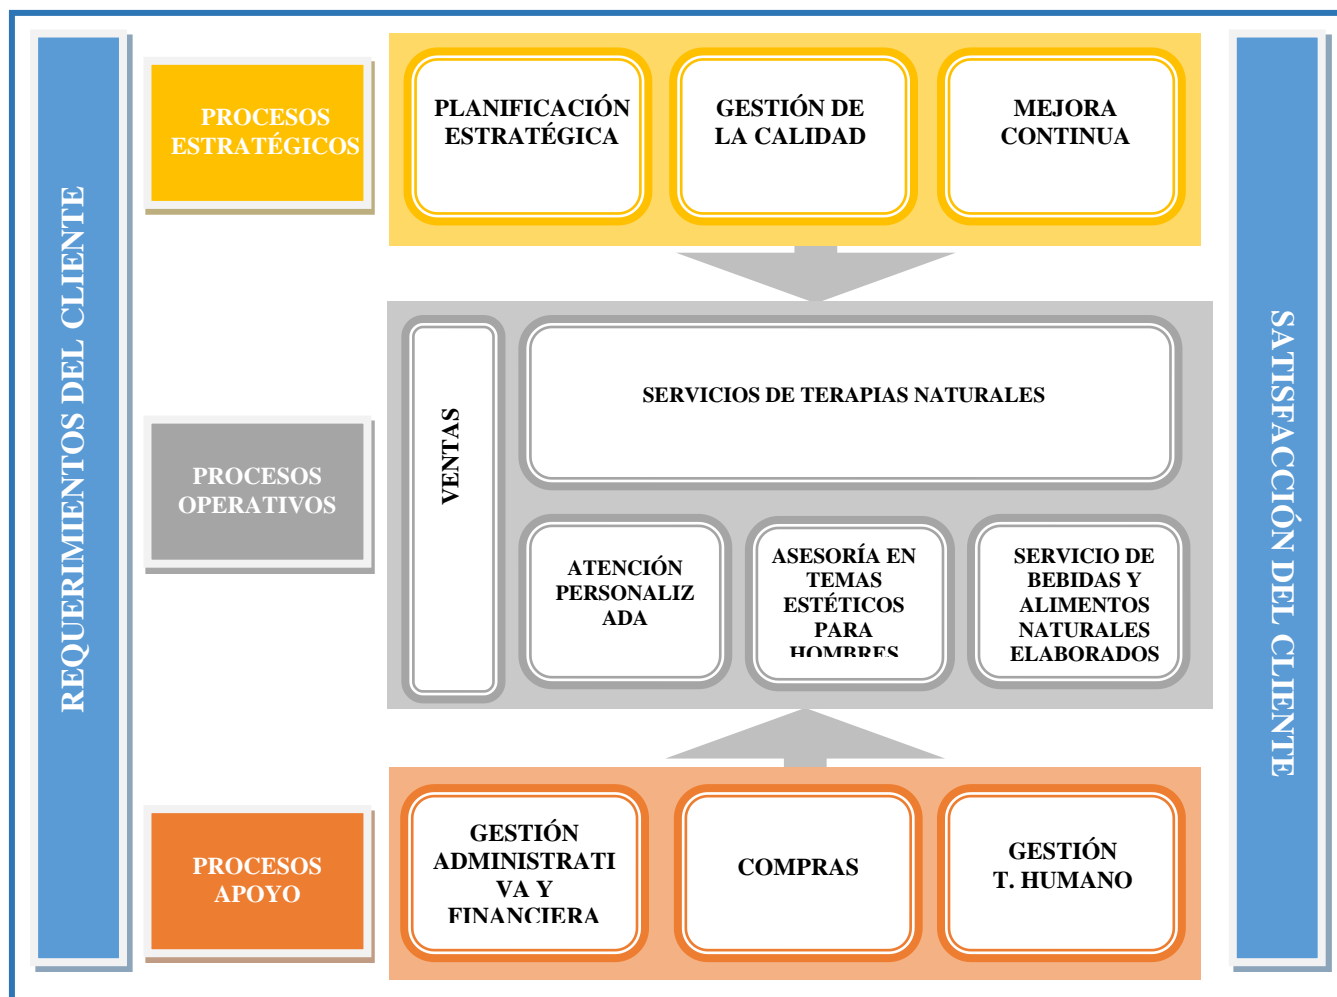 REQUERIMIENTOS DEL CLIENTE
PROCESOS
ESTRATÉGICOS
PLANIFICACIÓN
ESTRATÉGICA
GESTIÓN DE
LA CALIDAD
MEJORA
CONTINUA
PROCESOS
OPERATIVOS
VENTAS
SERVICIOS DE TERAPIAS NATURALES
ATENCIÓN
PERSONALIZ
ADA
ASESORÍA EN
TEMAS
ESTÉTICOS
PARA
HOMBRES
SERVICIO DE
BEBIDAS Y
ALIMENTOS
NATURALES
ELABORADOS
PROCESOS
APOYO
GESTIÓN
ADMINISTRATI
VA Y
FINANCIERA
COMPRAS
GESTIÓN
T. HUMANO
SATISFACCIÓN DEL CLIENTE